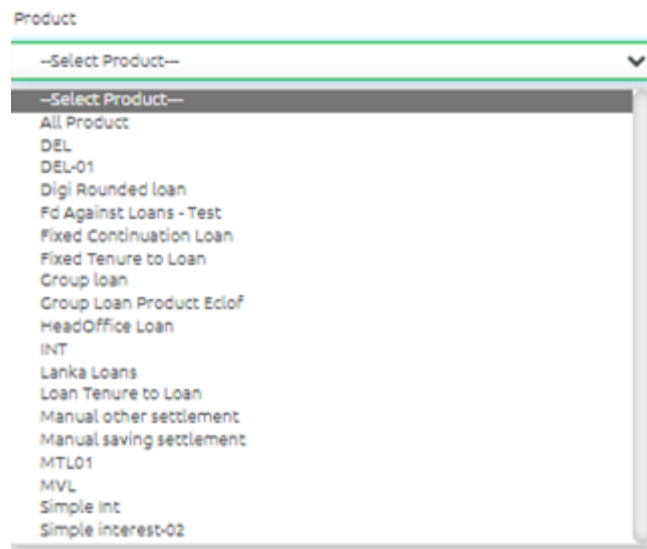 Product
--Select Product---
--Select Product---
All Product
DEL
DEL-01
Digi Rounded loan
Fd Against Loans - Test
Fixed Continuation Loan
Fixed Tenure to Loan
Group loan
Group Loan Product Eclof
HeadOffice Loan
INT
Lanka Loans
Loan Tenure to Loan
Manual other settlement
Manual saving settlement
MTL01
MVL
Simple Int
Simple interest-02